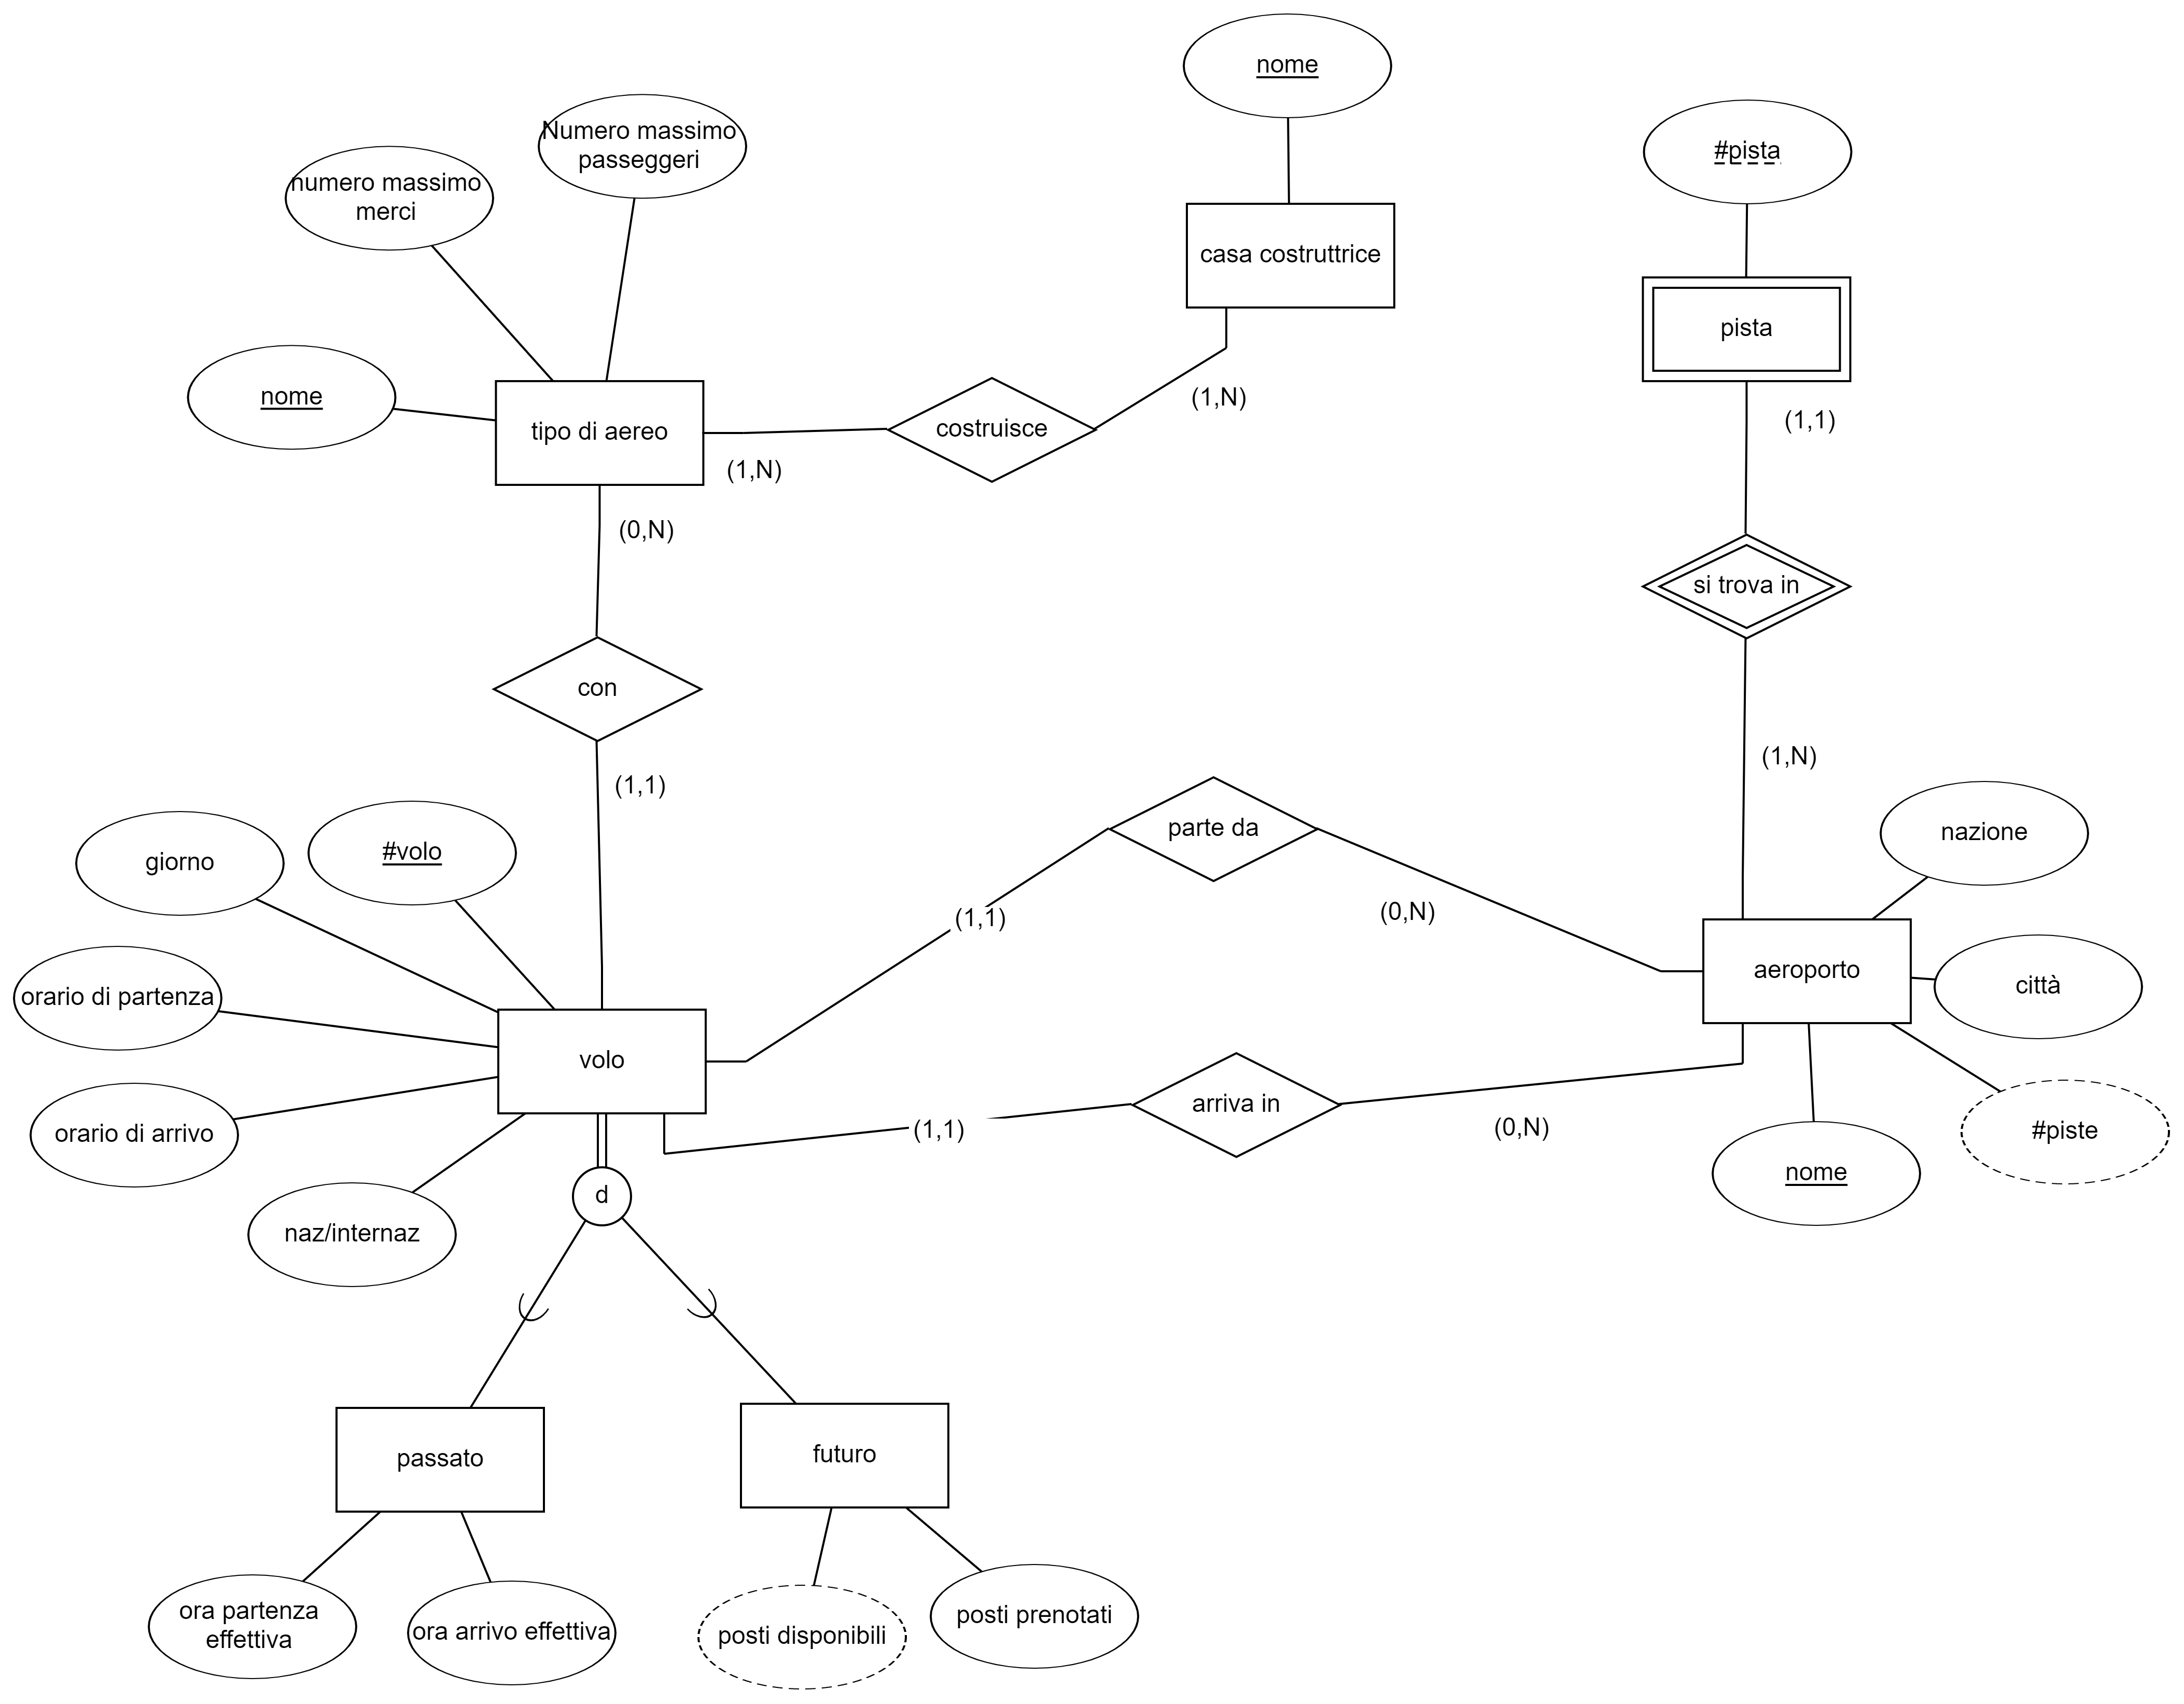 nome
Numero massimo
passeggeri
#pista
numero massimo
merci
casa costruttrice
pista
nome
(1,N)
(1,1)
tipo di aereo
costruisce
(1,N)
(0,N)
si trova in
con
(1,N)
(1,1)
parte da
nazione
#volo
giorno
(1,1)
(0,N)
aeroporto
città
orario di partenza
volo
arriva in
(1,1)
(0,N)
#piste
orario di arrivo
nome
d
naz/internaz
passato
futuro
ora partenza
effettiva
ora arrivo effettiva
posti disponibili
posti prenotati